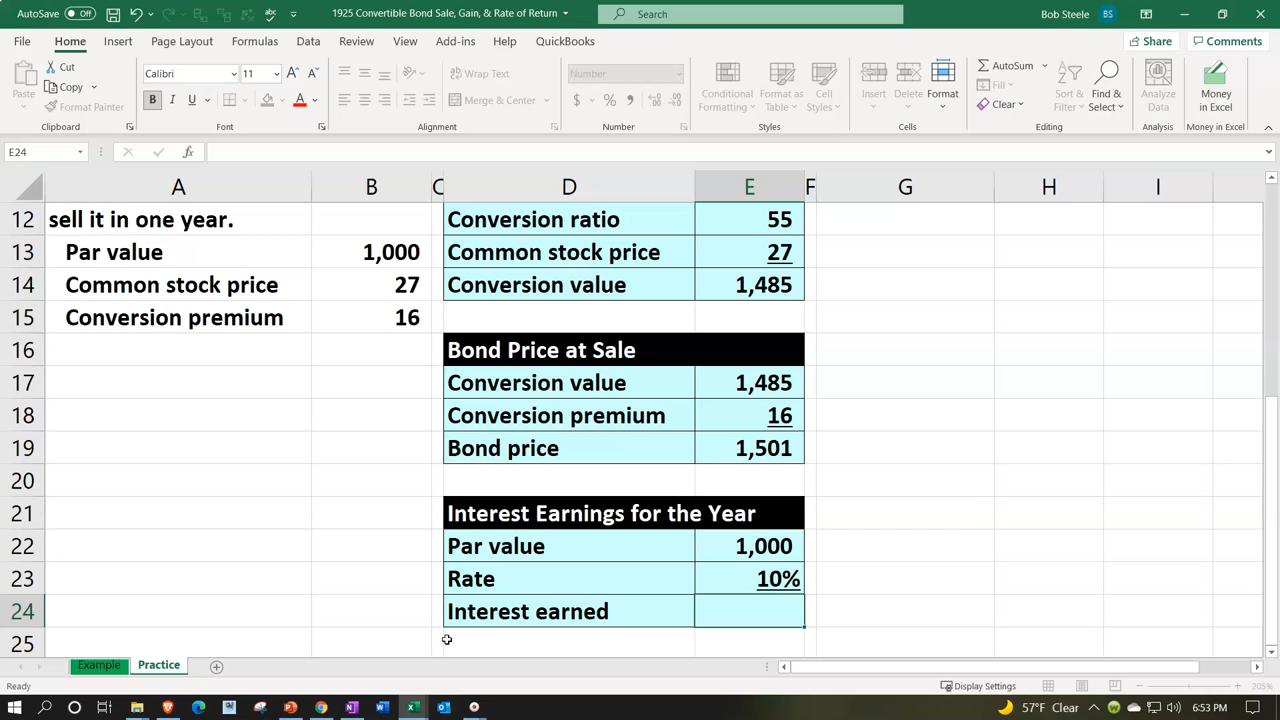 AutoSave Off
1925 Convertible Bond Sale, Gain, & Rate of Return
Search
Bob Steele BS
File Home Insert Page Layout Formulas Data Review View Add-ins Help QuickBooks Share Comments
Paste Cut Copy Format Painter Clipboard
Calibri 11 B I U A Font
Wrap Text Merge & Center Alignment
Number $ % Number
Conditional Formatting Format as Table Cell Styles Styles
Insert Delete Format Cells
AutoSum Fill Clear Sort & Filter Find & Select Editing
Analyze Data Analysis
Money in Excel Money in Excel
E24 fx
A B C D E F G H I
12 sell it in one year. Conversion ratio 55
13 Par value 1,000 Common stock price 27
14 Common stock price 27 Conversion value 1,485
15 Conversion premium 16
16 Bond Price at Sale
17 Conversion value 1,485
18 Conversion premium 16
19 Bond price 1,501
20
21 Interest Earnings for the Year
22 Par value 1,000
23 Rate 10%
24 Interest earned
25
Example Practice
Ready Display Settings 205%
57°F Clear 6:53 PM